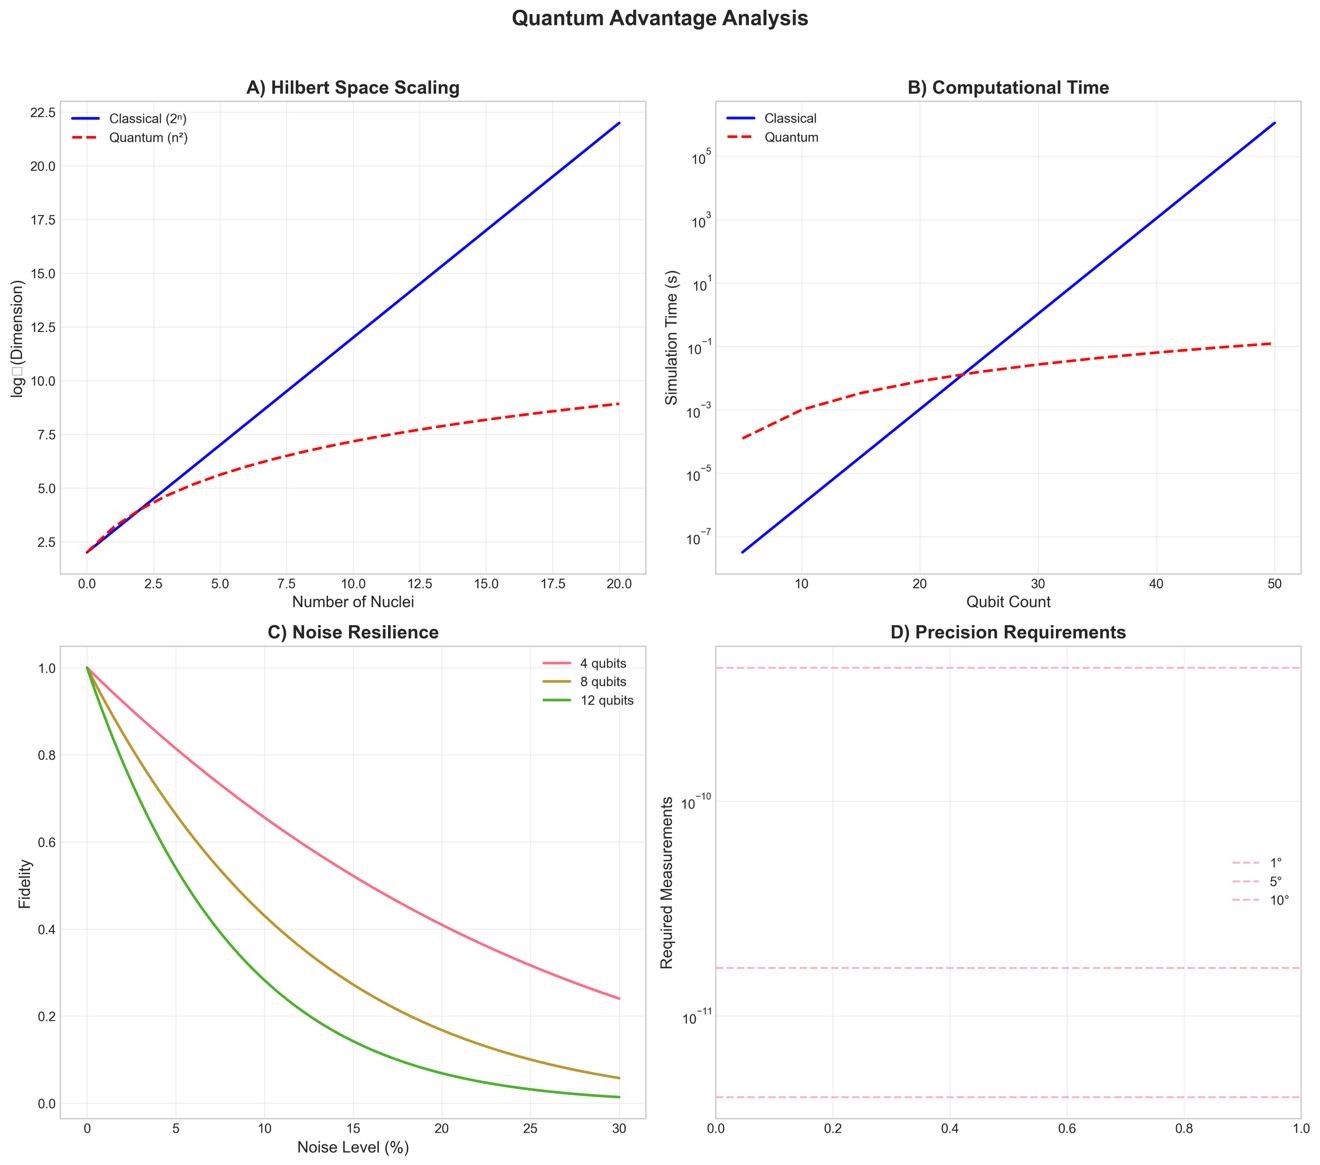 Quantum Advantage Analysis
A) Hilbert Space Scaling
Classical (2ⁿ)
Quantum (n²)
22.5
20.0
17.5
15.0
12.5
10.0
7.5
5.0
2.5
log□(Dimension)
0.0 2.5 5.0 7.5 10.0 12.5 15.0 17.5 20.0
Number of Nuclei
B) Computational Time
Classical
Quantum
10⁵
10³
10¹
10⁻¹
10⁻³
10⁻⁵
10⁻⁷
Simulation Time (s)
10 20 30 40 50
Qubit Count
C) Noise Resilience
4 qubits
8 qubits
12 qubits
1.0
0.8
0.6
0.4
0.2
0.0
Fidelity
0 5 10 15 20 25 30
Noise Level (%)
D) Precision Requirements
10⁻¹⁰
10⁻¹¹
Required Measurements
1°
5°
10°
0.0 0.2 0.4 0.6 0.8 1.0